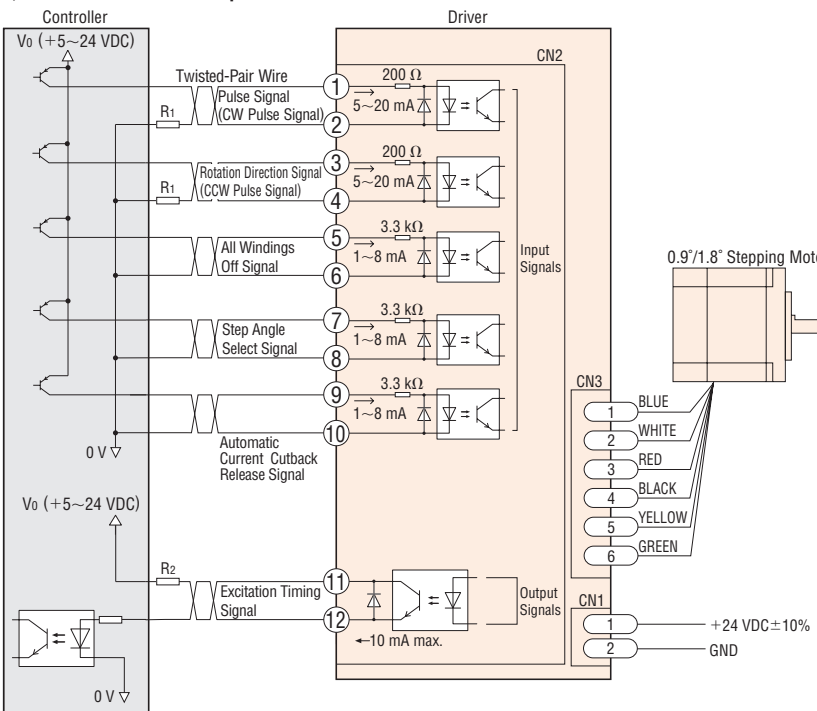 Controller
Driver
V0 (+5~24 VDC)
CN2
Twisted-Pair Wire
200 Ω
1
Pulse Signal
(CW Pulse Signal)
R1
5~20 mA
2
200 Ω
3
Rotation Direction Signal
(CCW Pulse Signal)
R1
5~20 mA
4
3.3 kΩ
5
All Windings
Off Signal
1~8 mA
6
Input
Signals
0.9°/1.8° Stepping Mot
3.3 kΩ
7
Step Angle
Select Signal
1~8 mA
8
3.3 kΩ
9
1~8 mA
10
Automatic
Current Cutback
Release Signal
0 V
CN3
1 BLUE
2 WHITE
3 RED
4 BLACK
5 YELLOW
6 GREEN
V0 (+5~24 VDC)
R2
11
Excitation Timing
Signal
12
10 mA max.
Output
Signals
CN1
1 +24 VDC±10%
2 GND
0 V